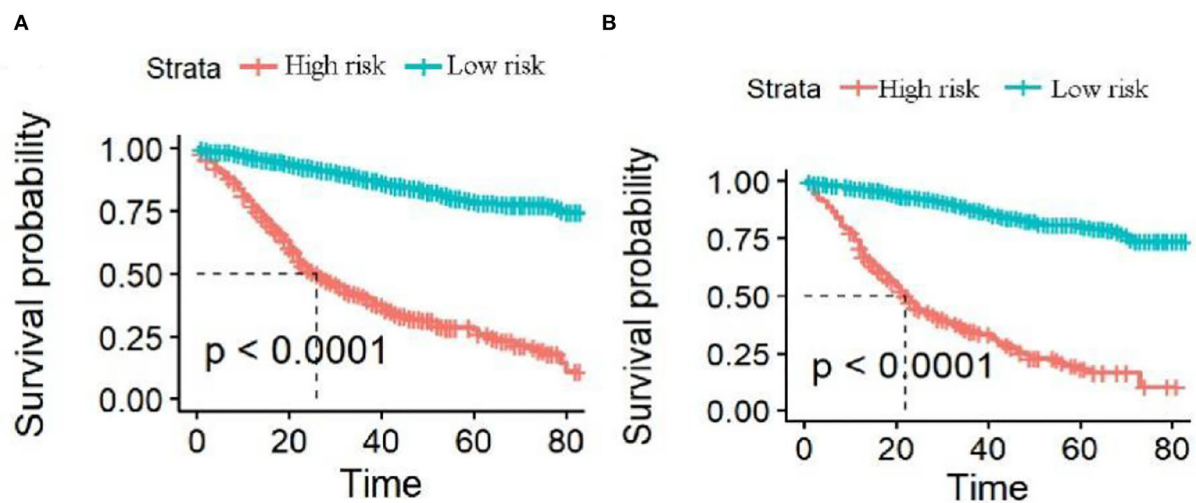 A
Strata High risk Low risk
Survival probability
1.00
0.75
0.50
0.25
0.00
p < 0.0001
0 20 40 60 80
Time
B
Strata High risk Low risk
Survival probability
1.00
0.75
0.50
0.25
0.00
p < 0.0001
0 20 40 60 80
Time